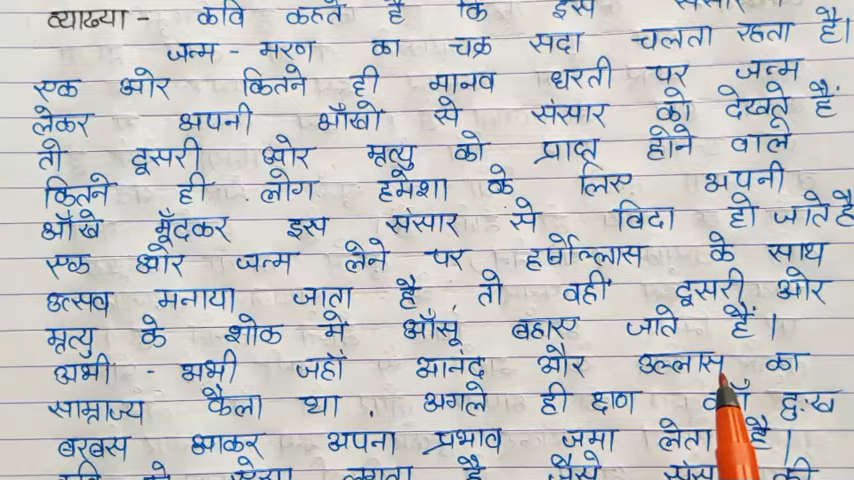 व्याख्या - कवि कहते हैं कि इस संसार
जन्म - मरण का चक्र सदा चलता रहता है।
एक ओर कितने ही मानव धरती पर जन्म
लेकर अपनी आँखों से संसार को देखते हैं
तो दूसरी ओर मृत्यु को प्राप्त होने वाले
कितने ही लोग हमेशा के लिए अपनी
आँखे मूँदकर इस संसार से विदा हो जाते है
एक ओर जन्म लेने पर हर्षोल्लास के साथ
उत्सव मनाया जाता है, तो वहीं दूसरी ओर
मृत्यु के शोक में आँसू बहाए जाते हैं।
अभी - अभी जहाँ आनंद और उल्लास का
साम्राज्य फैला था, अगले ही क्षण दुःख
बरबस आकर अपना प्रभाव जमा लेता है।
लगता है जैसे की